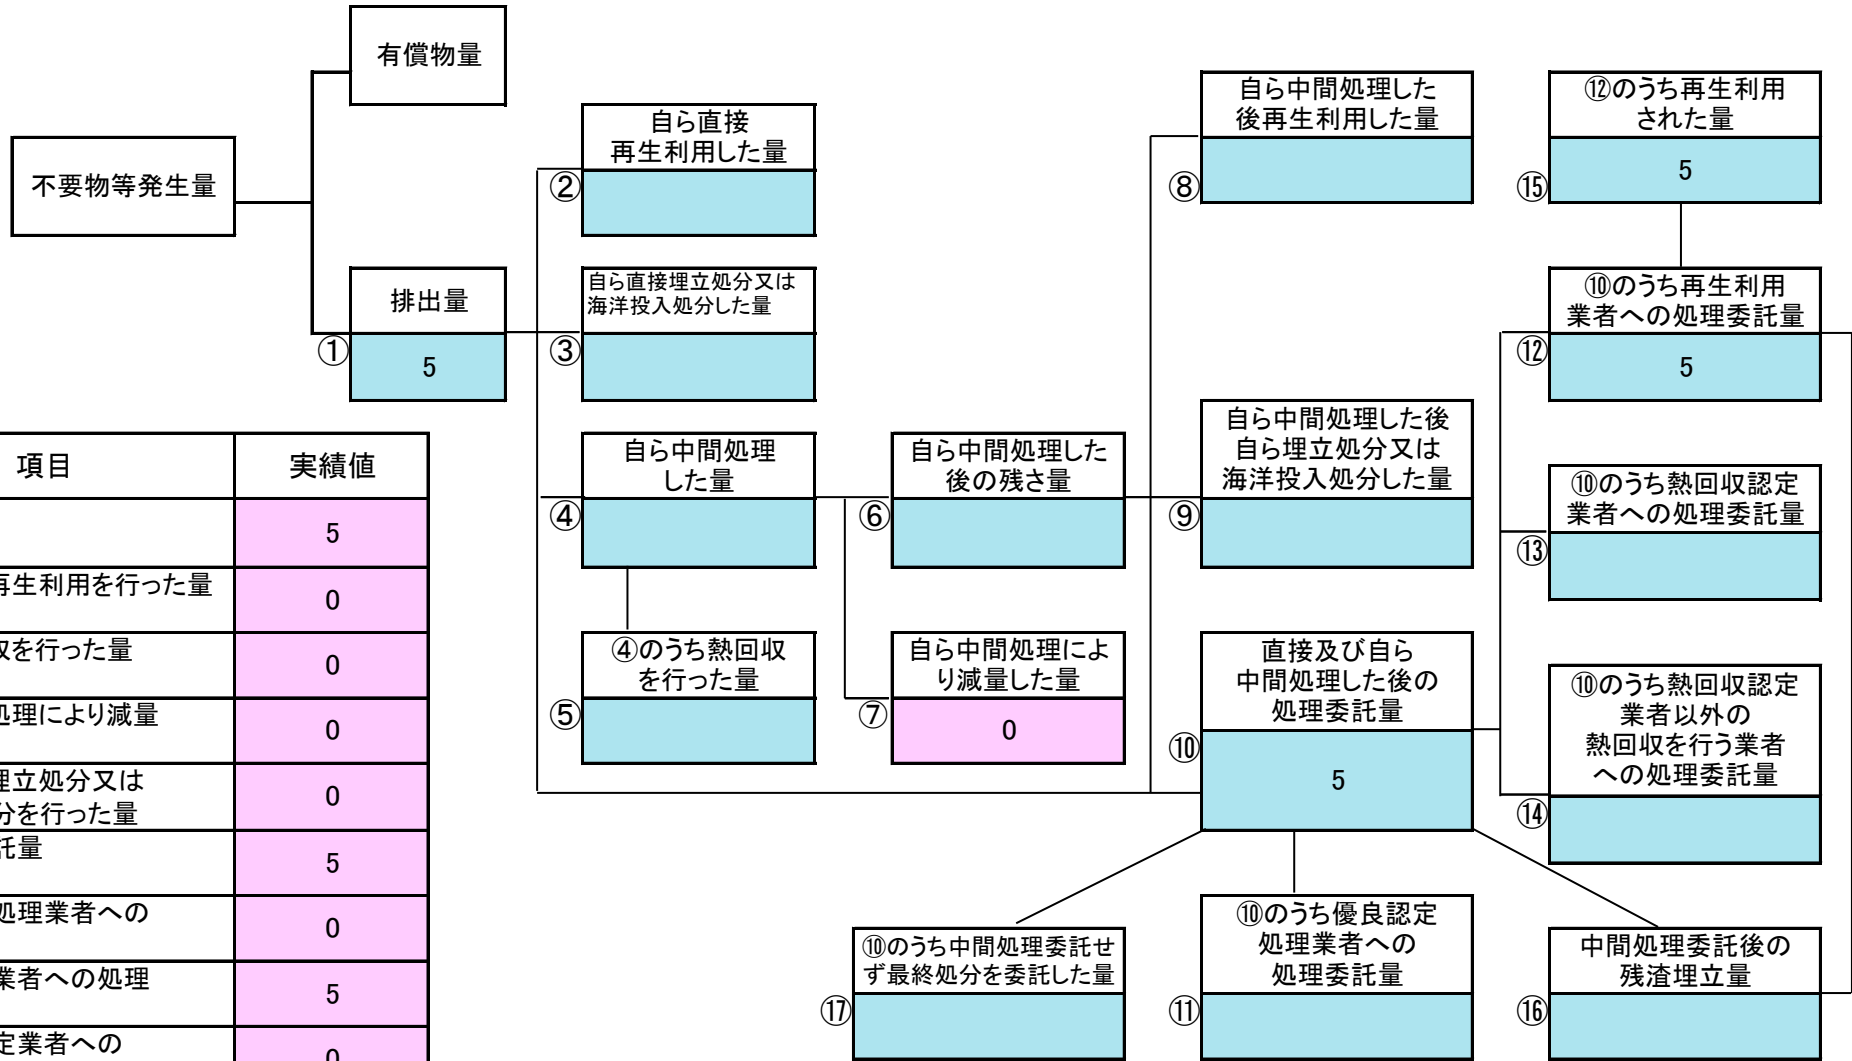 有償物量
不要物等発生量
排出量
①
5
自ら直接
再生利用した量
②
自ら直接埋立処分又は
海洋投入処分した量
③
自ら中間処理
した量
④
④のうち熱回収
を行った量
⑤
自ら中間処理した
後の残さ量
⑥
自ら中間処理によ
り減量した量
⑦
0
自ら中間処理した
後再生利用した量
⑧
自ら中間処理した後
自ら埋立処分又は
海洋投入処分した量
⑨
直接及び自ら
中間処理した後の
処理委託量
⑩
5
⑫のうち再生利用
された量
⑮
5
⑩のうち再生利用
業者への処理委託量
⑫
5
⑩のうち熱回収認定
業者への処理委託量
⑬
⑩のうち熱回収認定
業者以外の
熱回収を行う業者
への処理委託量
⑭
⑩のうち中間処理委託せ
ず最終処分を委託した量
⑰
⑩のうち優良認定
処理業者への
処理委託量
⑪
中間処理委託後の
残渣埋立量
⑯
項目 実績値
5
再生利用を行った量 0
を行った量 0
処理により減量 0
埋立処分又は
分を行った量 0
託量 5
処理業者への 0
業者への処理 5
定業者への 0